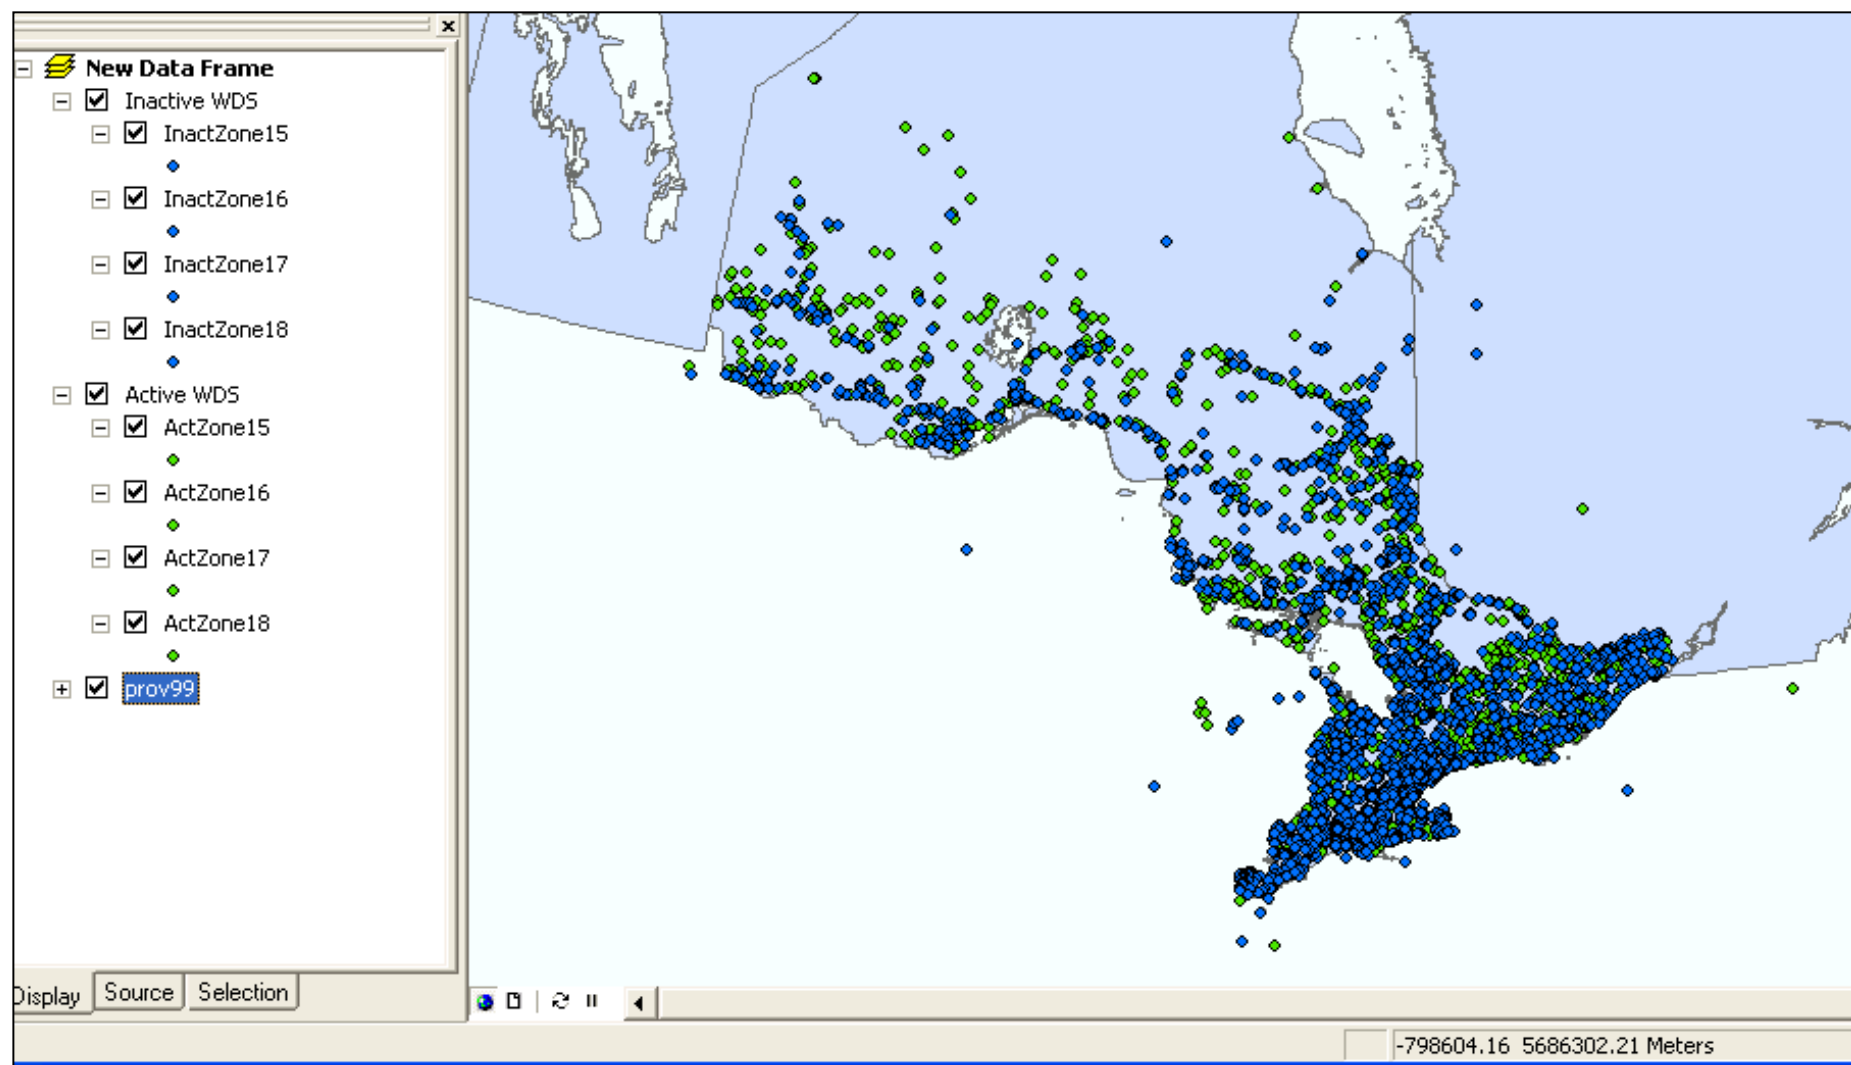 New Data Frame
Inactive WDS
InactZone15
InactZone16
InactZone17
InactZone18
Active WDS
ActZone15
ActZone16
ActZone17
ActZone18
prov99
Display Source Selection
-798604.16 5686302.21 Meters